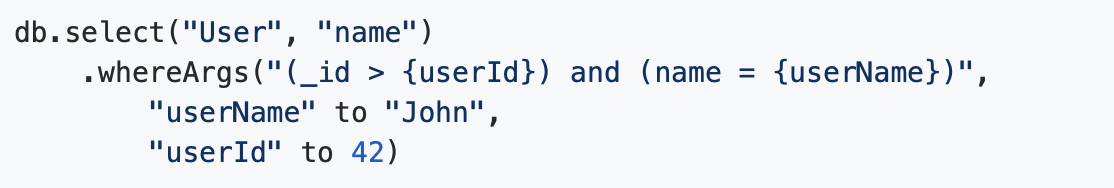 db.select("User", "name")
    .whereArgs("(_id > {userId}) and (name = {userName})",
        "userName" to "John",
        "userId" to 42)